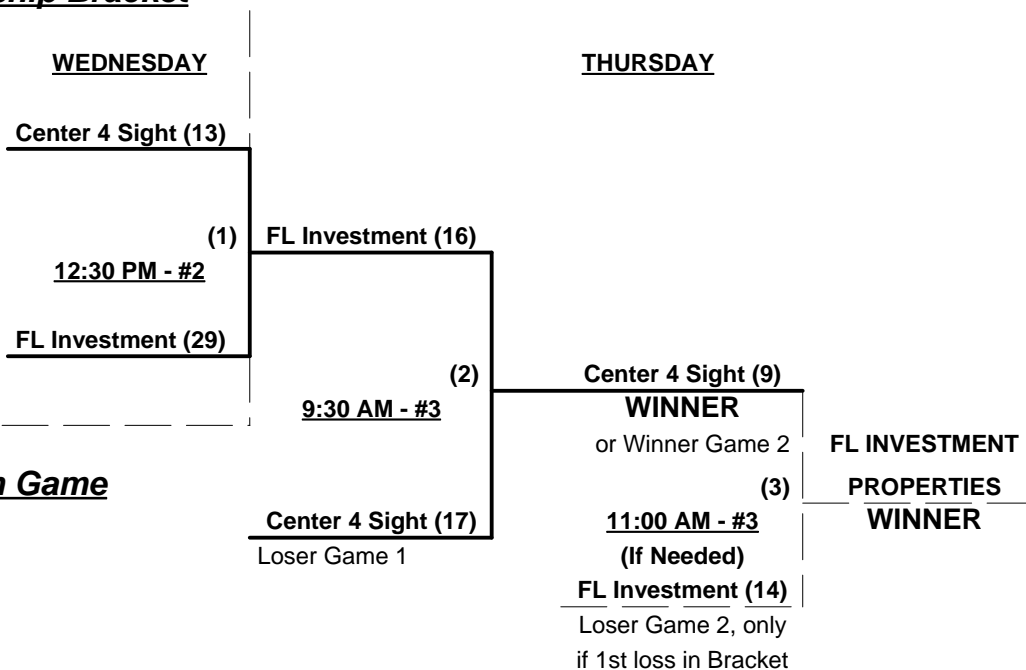 WEDNESDAY
THURSDAY
Center 4 Sight (13)
(1)
FL Investment (16)
12:30 PM - #2
FL Investment (29)
(2)
Center 4 Sight (9)
9:30 AM - #3
WINNER
or Winner Game 2
FL INVESTMENT
Game
(3)
PROPERTIES
Center 4 Sight (17)
11:00 AM - #3
WINNER
Loser Game 1
(If Needed)
FL Investment (14)
Loser Game 2, only
if 1st loss in Bracket